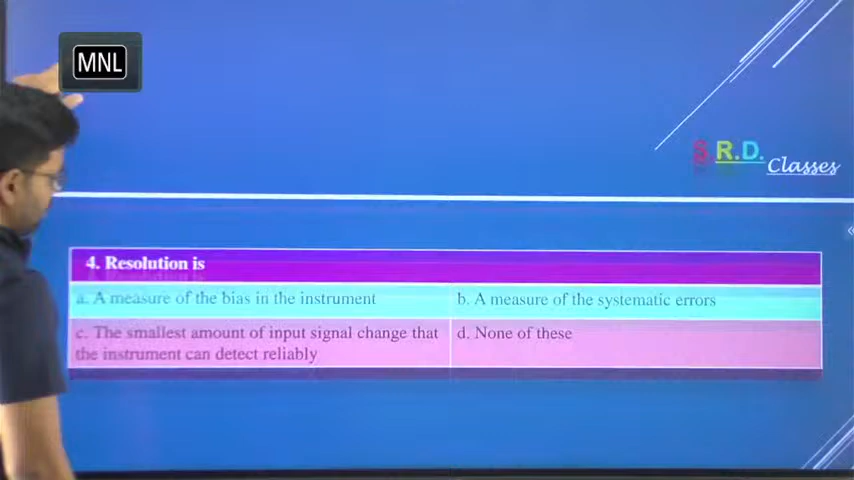 MNL
S.R.D. Classes
4. Resolution is
a. A measure of the bias in the instrument
b. A measure of the systematic errors
c. The smallest amount of input signal change that
the instrument can detect reliably
d. None of these